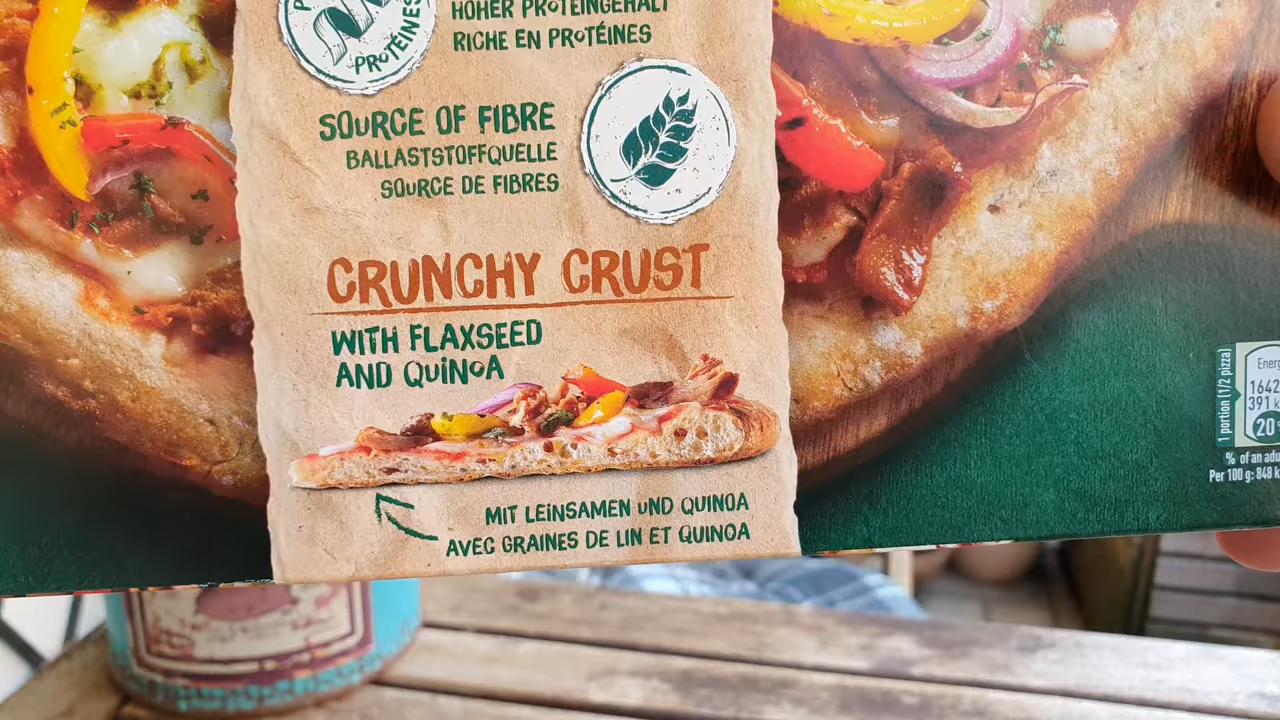 PROTÉINES
HOHER PROTEINGEHALT
RICHE EN PROTÉINES
SOURCE OF FIBRE
BALLASTSTOFFQUELLE
SOURCE DE FIBRES
CRUNCHY CRUST
WITH FLAXSEED
AND QUINOA
MIT LEINSAMEN UND QUINOA
AVEC GRAINES DE LIN ET QUINOA
1 portion (1/2 pizza)
1642
391
20
% of an
Per 100 g: 848